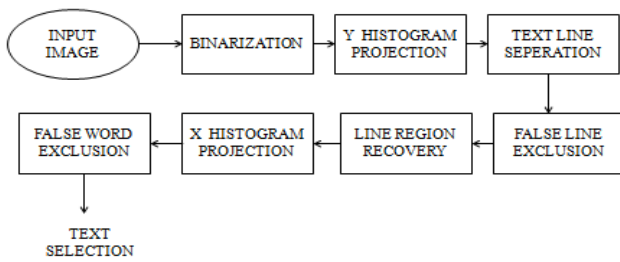 INPUT
IMAGE
BINARIZATION
Y HISTOGRAM
PROJECTION
TEXT LINE
SEPERATION
FALSE LINE
EXCLUSION
LINE REGION
RECOVERY
X HISTOGRAM
PROJECTION
FALSE WORD
EXCLUSION
TEXT
SELECTION